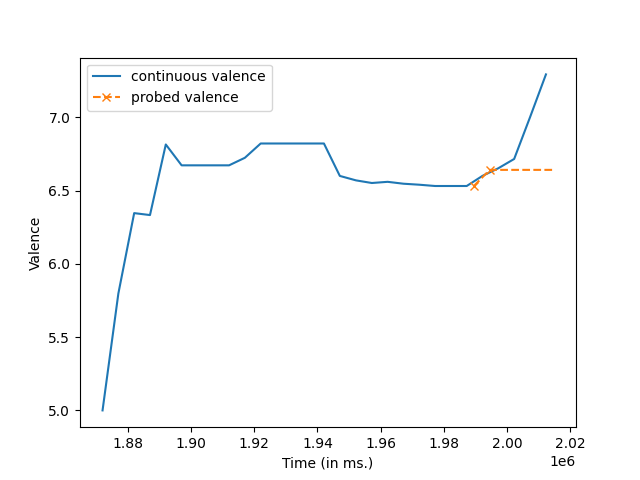 continuous valence
probed valence
Valence
7.0
6.5
6.0
5.5
5.0
1.88 1.90 1.92 1.94 1.96 1.98 2.00 2.02
1e6
Time (in ms.)